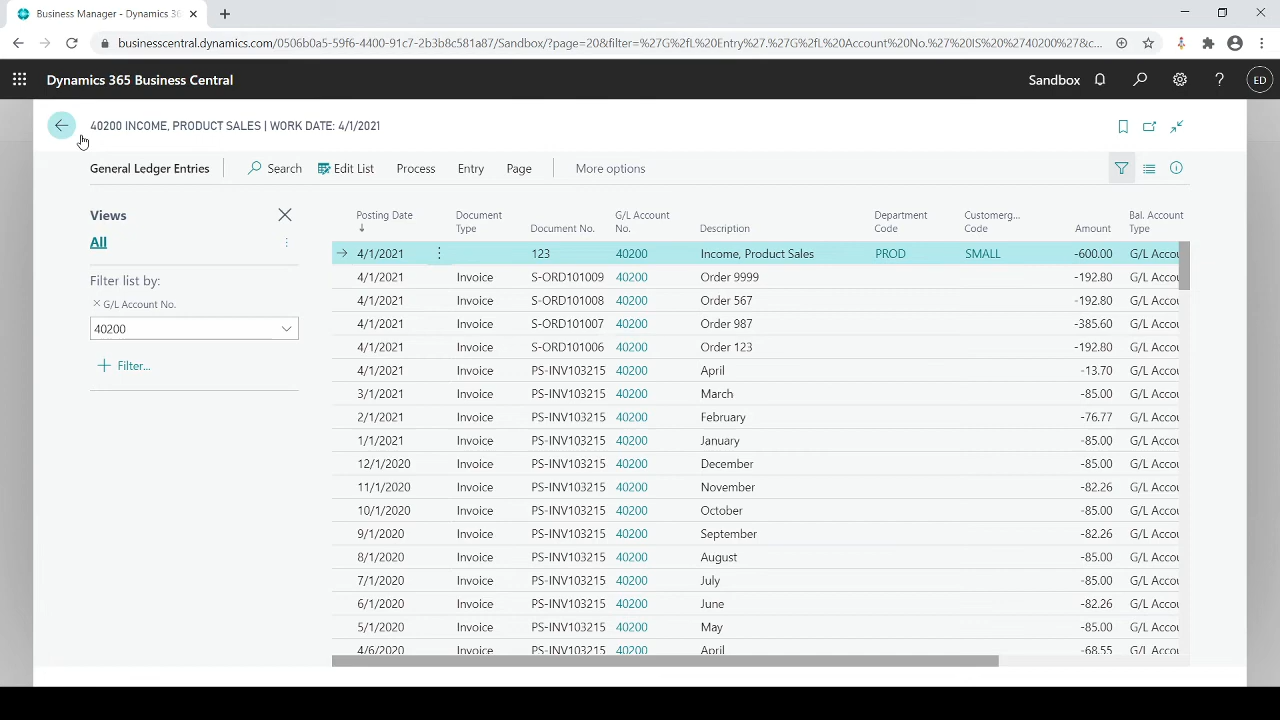 Business Manager - Dynamics 36
businesscentral.dynamics.com/0506b0a5-59f6-4400-91c7-2b3b8c581a87/Sandbox/?page=20&filter=%27G%2fL%20Entry%27.%27G%2fL%20Account%20No.%27%20IS%20%2740200%27&c...
Dynamics 365 Business Central
Sandbox
ED
40200 INCOME, PRODUCT SALES | WORK DATE: 4/1/2021
General Ledger Entries Search Edit List Process Entry Page More options
Views
All
Filter list by:
× G/L Account No.
40200
+ Filter...
Posting Date Document Type Document No. G/L Account No. Description Department Code Customerg... Code Amount Bal. Account Type
4/1/2021 123 40200 Income, Product Sales PROD SMALL -600.00 G/L Accou
4/1/2021 Invoice S-ORD101009 40200 Order 9999 -192.80 G/L Accou
4/1/2021 Invoice S-ORD101008 40200 Order 567 -192.80 G/L Accou
4/1/2021 Invoice S-ORD101007 40200 Order 987 -385.60 G/L Accou
4/1/2021 Invoice S-ORD101006 40200 Order 123 -192.80 G/L Accou
4/1/2021 Invoice PS-INV103215 40200 April -13.70 G/L Accou
3/1/2021 Invoice PS-INV103215 40200 March -85.00 G/L Accou
2/1/2021 Invoice PS-INV103215 40200 February -76.77 G/L Accou
1/1/2021 Invoice PS-INV103215 40200 January -85.00 G/L Accou
12/1/2020 Invoice PS-INV103215 40200 December -85.00 G/L Accou
11/1/2020 Invoice PS-INV103215 40200 November -82.26 G/L Accou
10/1/2020 Invoice PS-INV103215 40200 October -85.00 G/L Accou
9/1/2020 Invoice PS-INV103215 40200 September -82.26 G/L Accou
8/1/2020 Invoice PS-INV103215 40200 August -85.00 G/L Accou
7/1/2020 Invoice PS-INV103215 40200 July -85.00 G/L Accou
6/1/2020 Invoice PS-INV103215 40200 June -82.26 G/L Accou
5/1/2020 Invoice PS-INV103215 40200 May -85.00 G/L Accou
4/6/2020 Invoice PS-INV103215 40200 April -68.55 G/L Accou